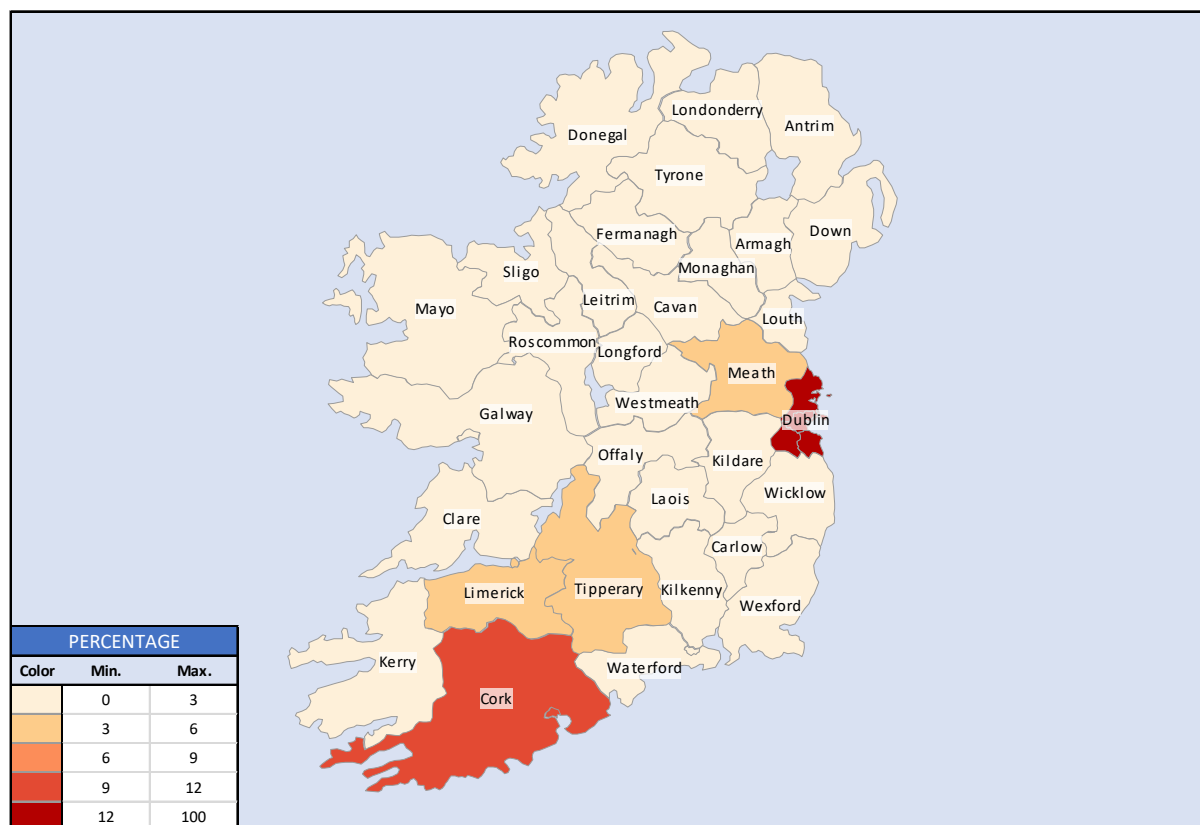 Londonderry
Antrim
Donegal
Tyrone
Down
Fermanagh
Armagh
Monaghan
Sligo
Leitrim
Cavan
Mayo
Louth
Roscommon
Longford
Meath
Westmeath
Galway
Dublin
Offaly
Kildare
Laois
Wicklow
Clare
Carlow
Limerick
Tipperary
Kilkenny
Wexford
Kerry
Waterford
Cork
PERCENTAGE
Color Min. Max.
0 3
3 6
6 9
9 12
12 100